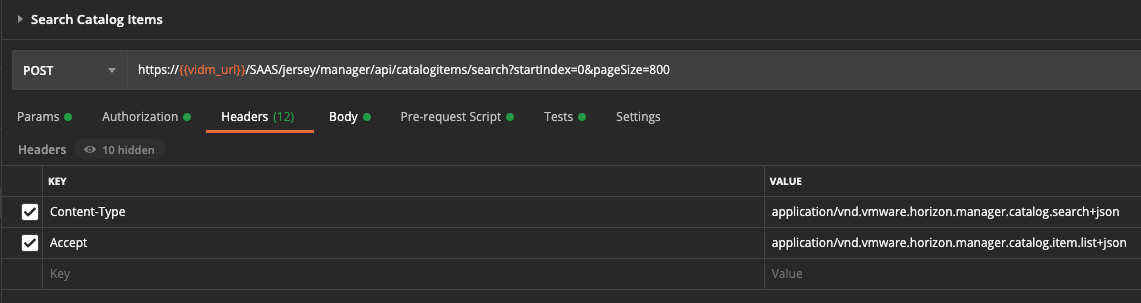 Search Catalog Items
POST https://{{vidm_url}}/SAAS/jersey/manager/api/catalogitems/search?startIndex=0&pageSize=800
Params Authorization Headers (12) Body Pre-request Script Tests Settings
Headers 10 hidden
KEY VALUE
Content-Type application/vnd.vmware.horizon.manager.catalog.search+json
Accept application/vnd.vmware.horizon.manager.catalog.item.list+json
Key Value